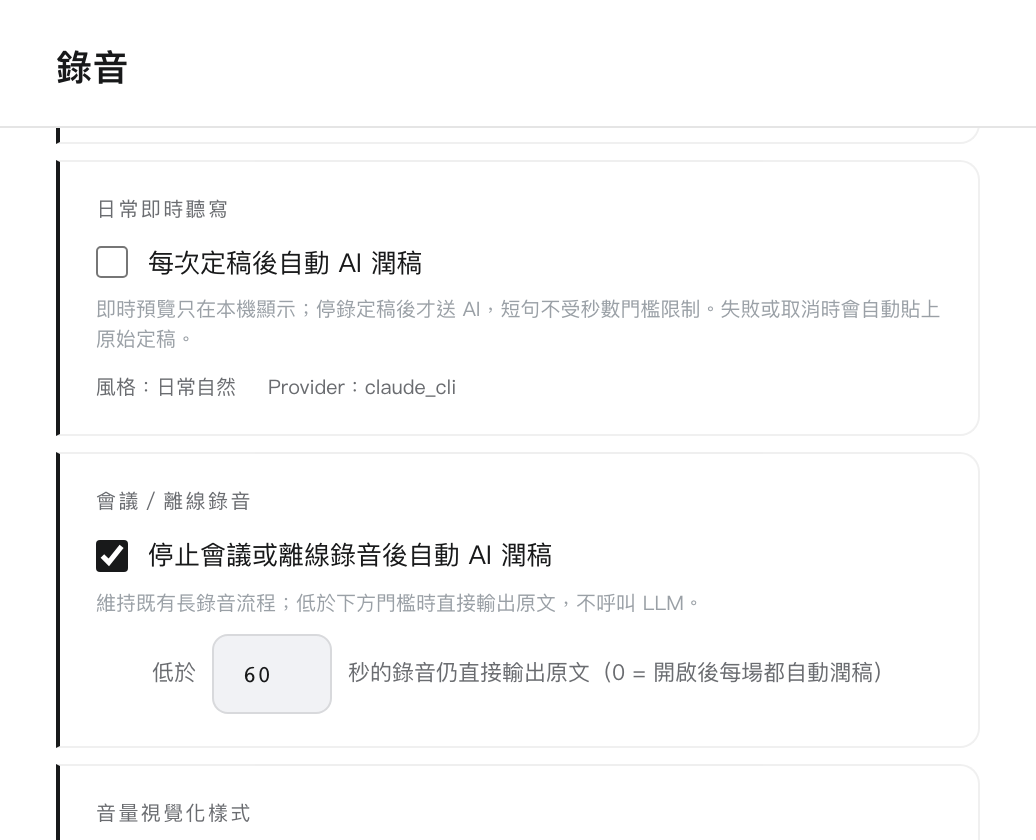 錄音
日常即時聽寫
每次定稿後自動 AI 潤稿
即時預覽只在本機顯示；停錄定稿後才送 AI，短句不受秒數門檻限制。失敗或取消時會自動貼上
原始定稿。
風格：日常自然 Provider：claude_cli
會議 / 離線錄音
停止會議或離線錄音後自動 AI 潤稿
維持既有長錄音流程；低於下方門檻時直接輸出原文，不呼叫 LLM。
低於 60 秒的錄音仍直接輸出原文（0 = 開啟後每場都自動潤稿）
音量視覺化樣式